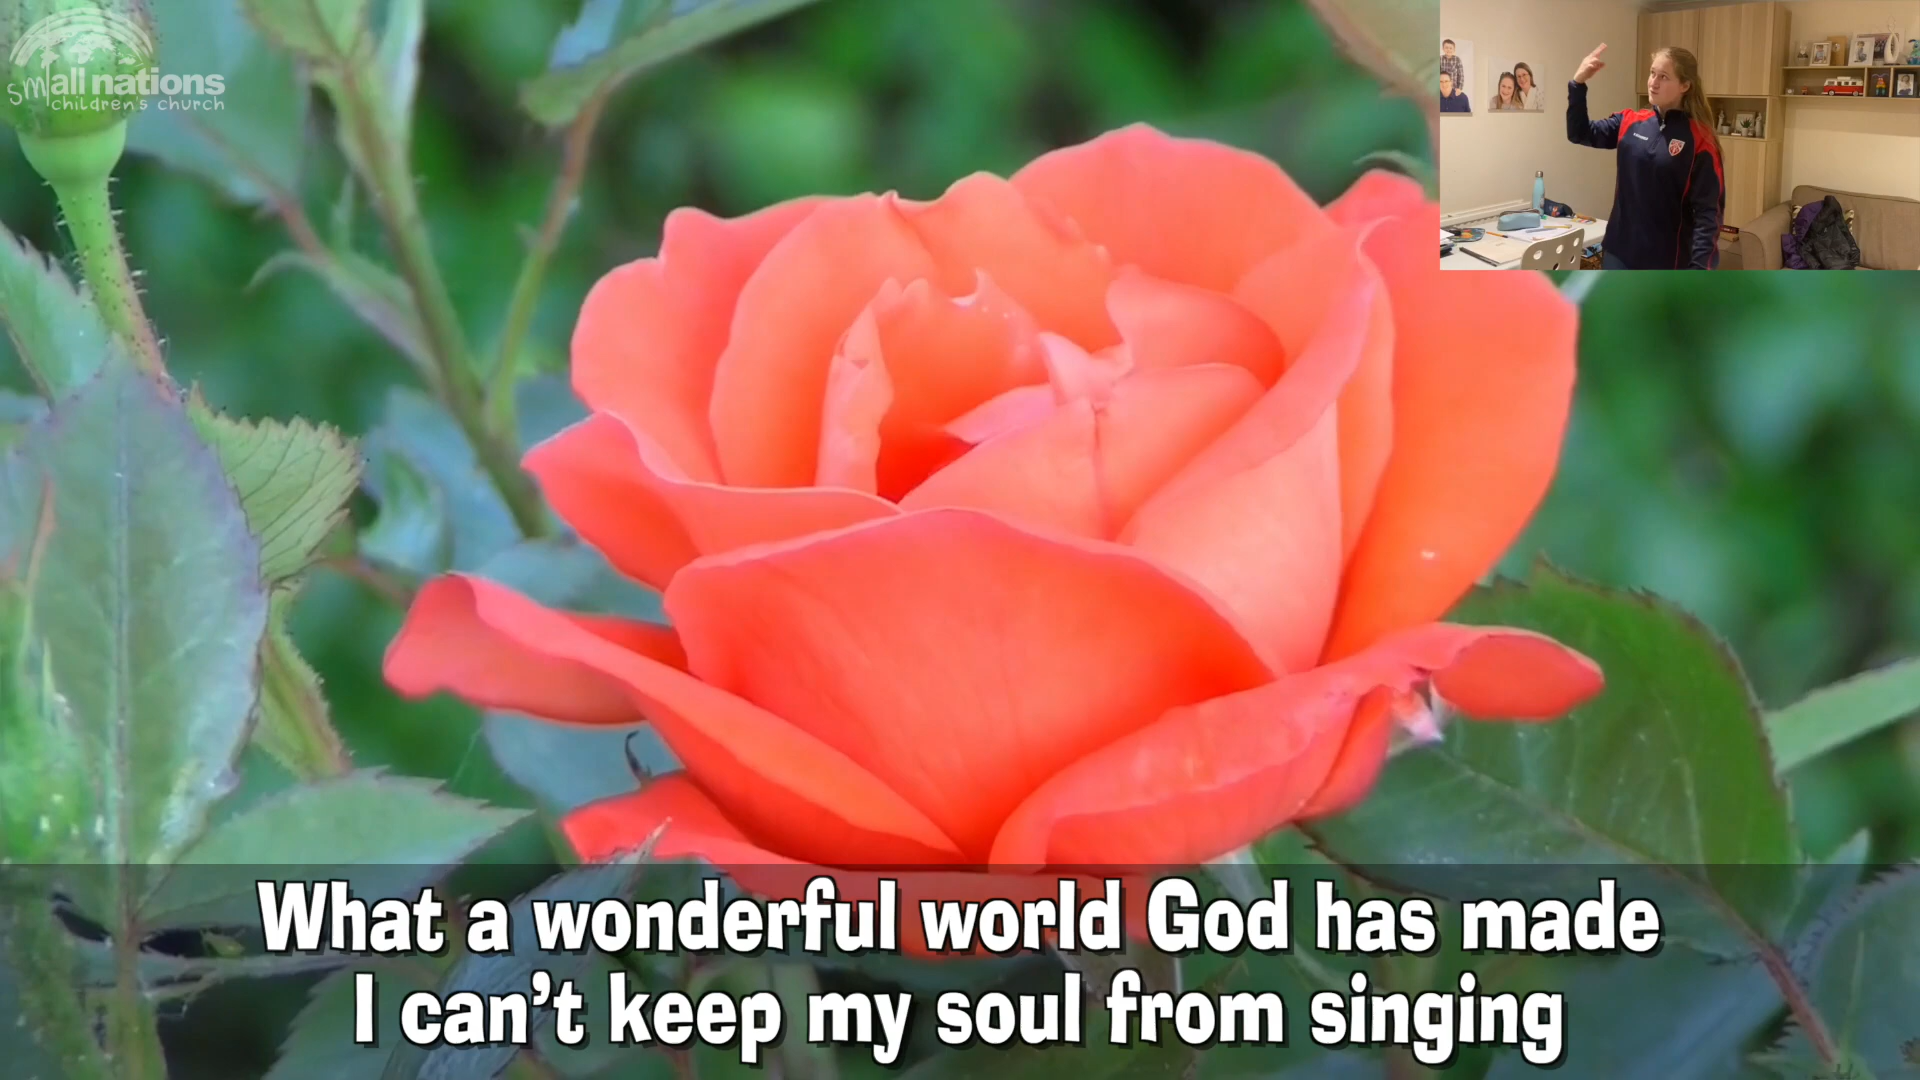 small nations
children's church
What a wonderful world God has made
I can't keep my soul from singing